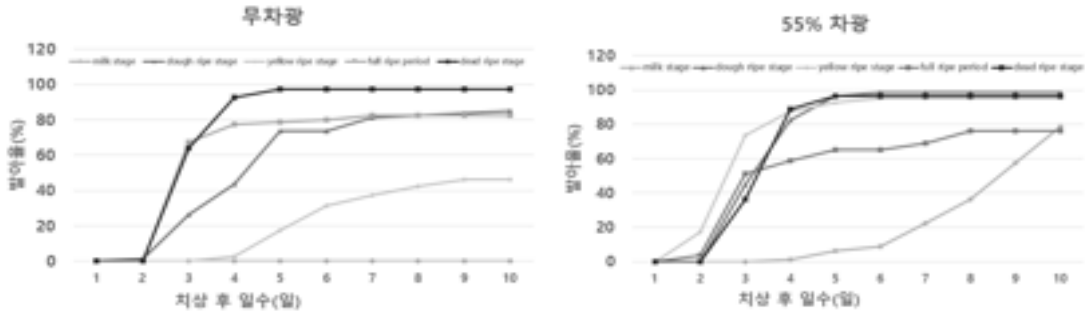 무차광
120
100
80
60
40
20
0
발아율(%)
milk stage dough ripe stage yellow ripe stage full ripe period dead ripe stage
1 2 3 4 5 6 7 8 9 10
치상 후 일수(일)
55% 차광
120
100
80
60
40
20
0
발아율(%)
milk stage dough ripe stage yellow ripe stage full ripe period dead ripe stage
1 2 3 4 5 6 7 8 9 10
치상 후 일수(일)